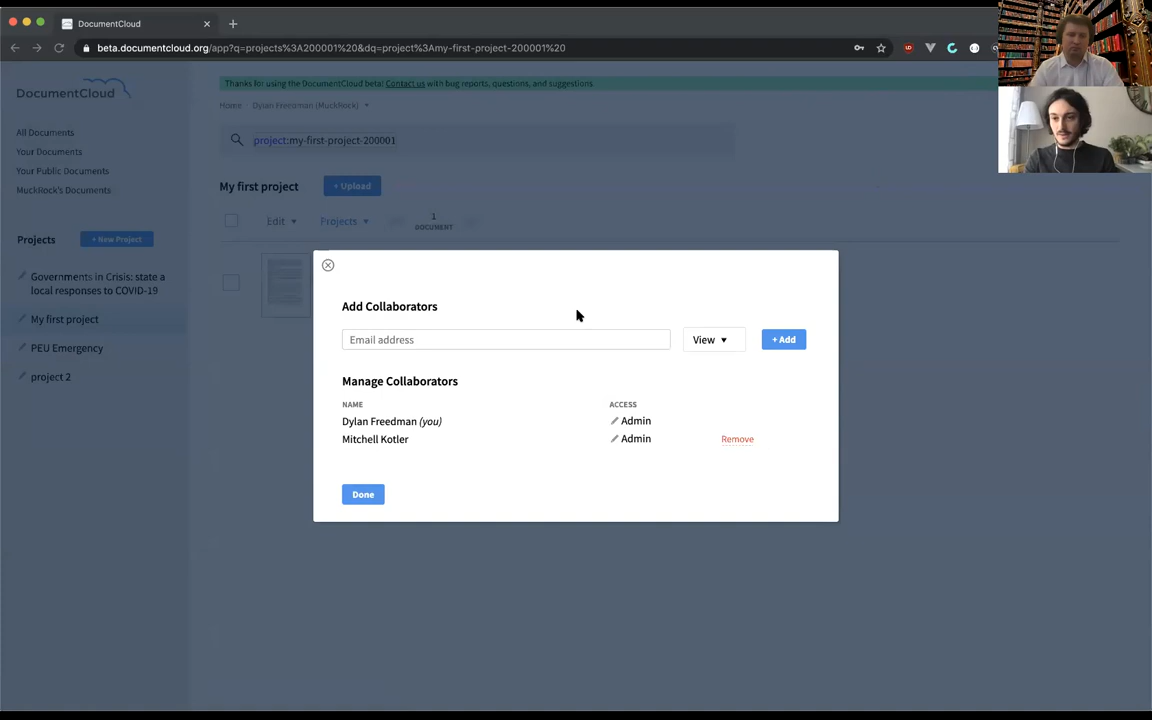 DocumentCloud
beta.documentcloud.org/app?q=projects%3A200001%20&dq=project%3Amy-first-project-200001%20
DocumentCloud
Thanks for using the DocumentCloud beta! Contact us with bug reports, questions, and suggestions
Home Dylan Freedman (MuckRock)
All Documents
Your Documents
Your Public Documents
MuckRock's Documents
project:my-first-project-200001
My first project + Upload
Edit Projects 1
DOCUMENT
Projects + New Project
Governments in Crisis: state a
local responses to COVID-19
My first project
PEU Emergency
project 2
Add Collaborators
Email address View + Add
Manage Collaborators
NAME ACCESS
Dylan Freedman (you) Admin
Mitchell Kotler Admin Remove
Done